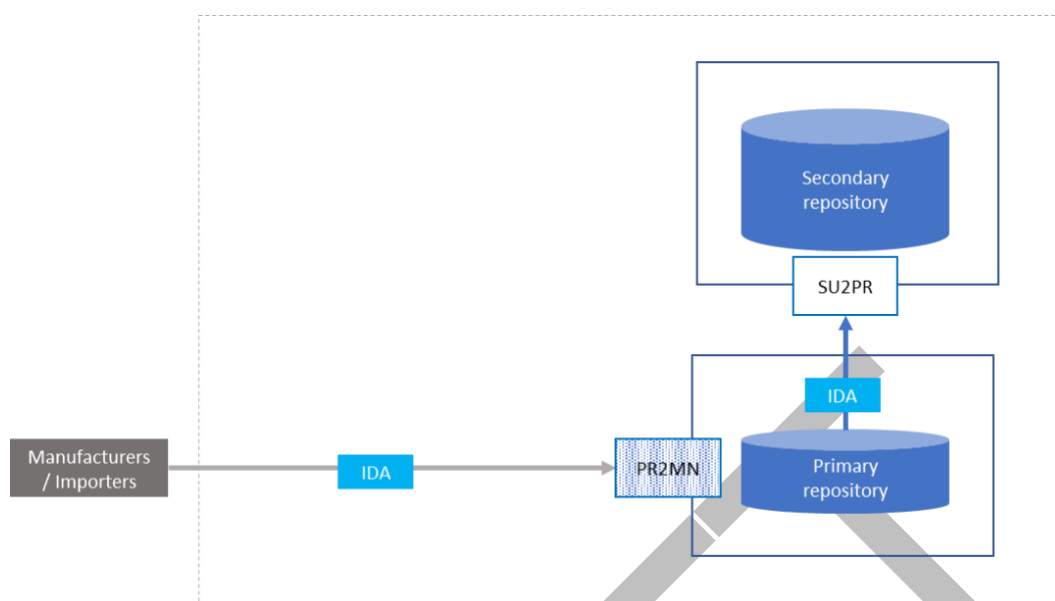 Secondary
repository
SU2PR
IDA
Manufacturers
/ Importers
IDA
PR2MN
Primary
repository